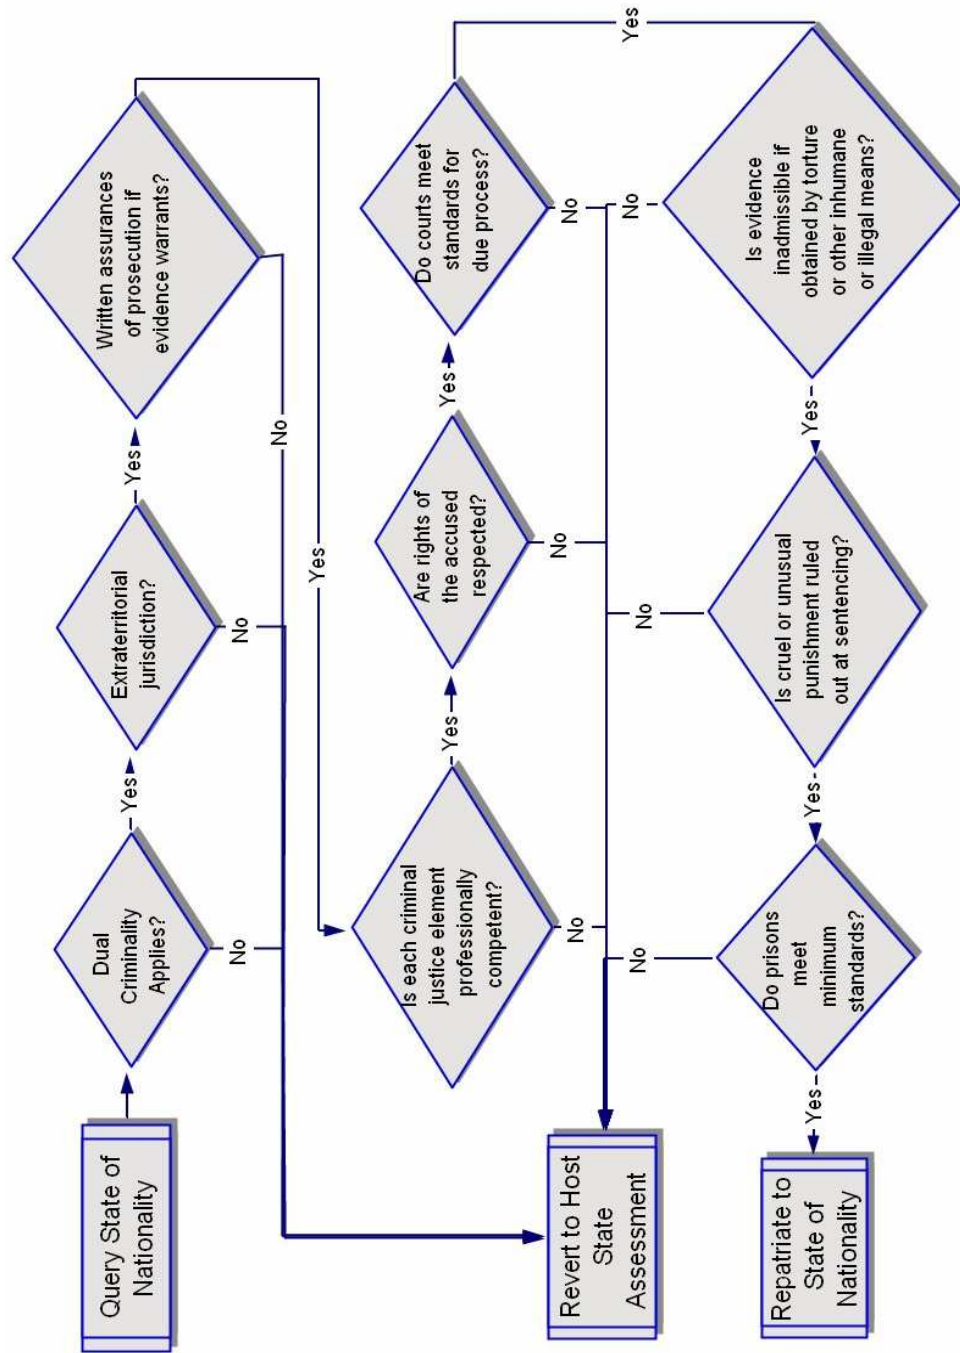 Query State of
Nationality
Dual
Criminality
Applies?
Yes
No
Extraterritorial
jurisdiction?
Yes
No
Written assurances
of prosecution if
evidence warrants?
No
Yes
Is each criminal
justice element
professionally
competent?
Yes
No
Are rights of
the accused
respected?
Yes
No
Do courts meet
standards for
due process?
No
Yes
Revert to Host
State
Assessment
Is evidence
inadmissible if
obtained by torture
or other inhumane
or illegal means?
No
Yes
Is cruel or unusual
punishment ruled
out at sentencing?
No
Yes
Do prisons
meet
minimum
standards?
No
Yes
Repatriate to
State of
Nationality